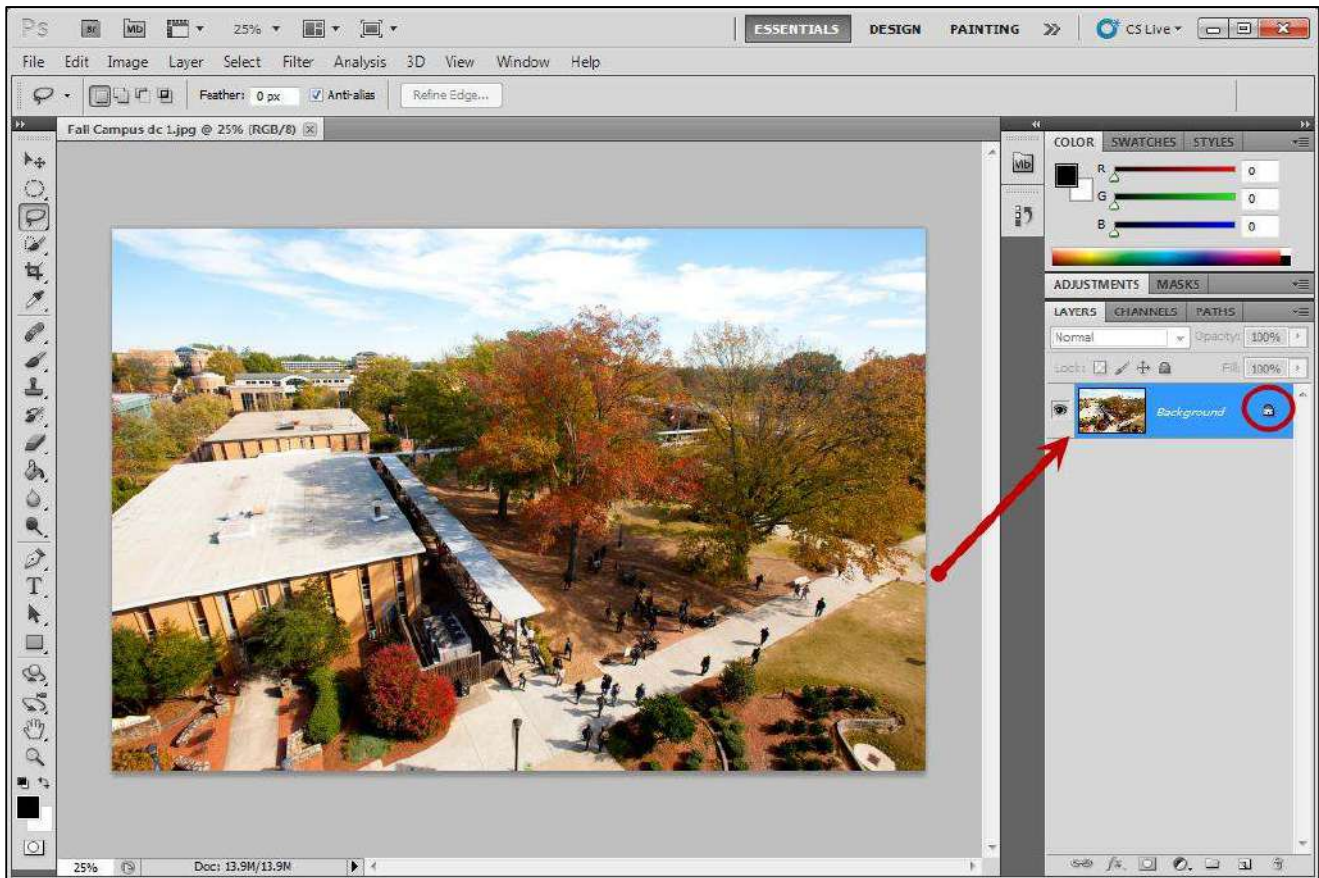 Ps Br Mb 25% ESSENTIALS DESIGN PAINTING >> CS Live
File Edit Image Layer Select Filter Analysis 3D View Window Help
Feather: 0 px Anti-alias Refine Edge...
Fall Campus dc 1.jpg @ 25% (RGB/8)
Mb
COLOR SWATCHES STYLES
R 0
G 0
B 0
ADJUSTMENTS MASKS
LAYERS CHANNELS PATHS
Normal Opacity: 100%
Lock: Fill: 100%
Background
T
25% Doc: 13.9M/13.9M
fx.